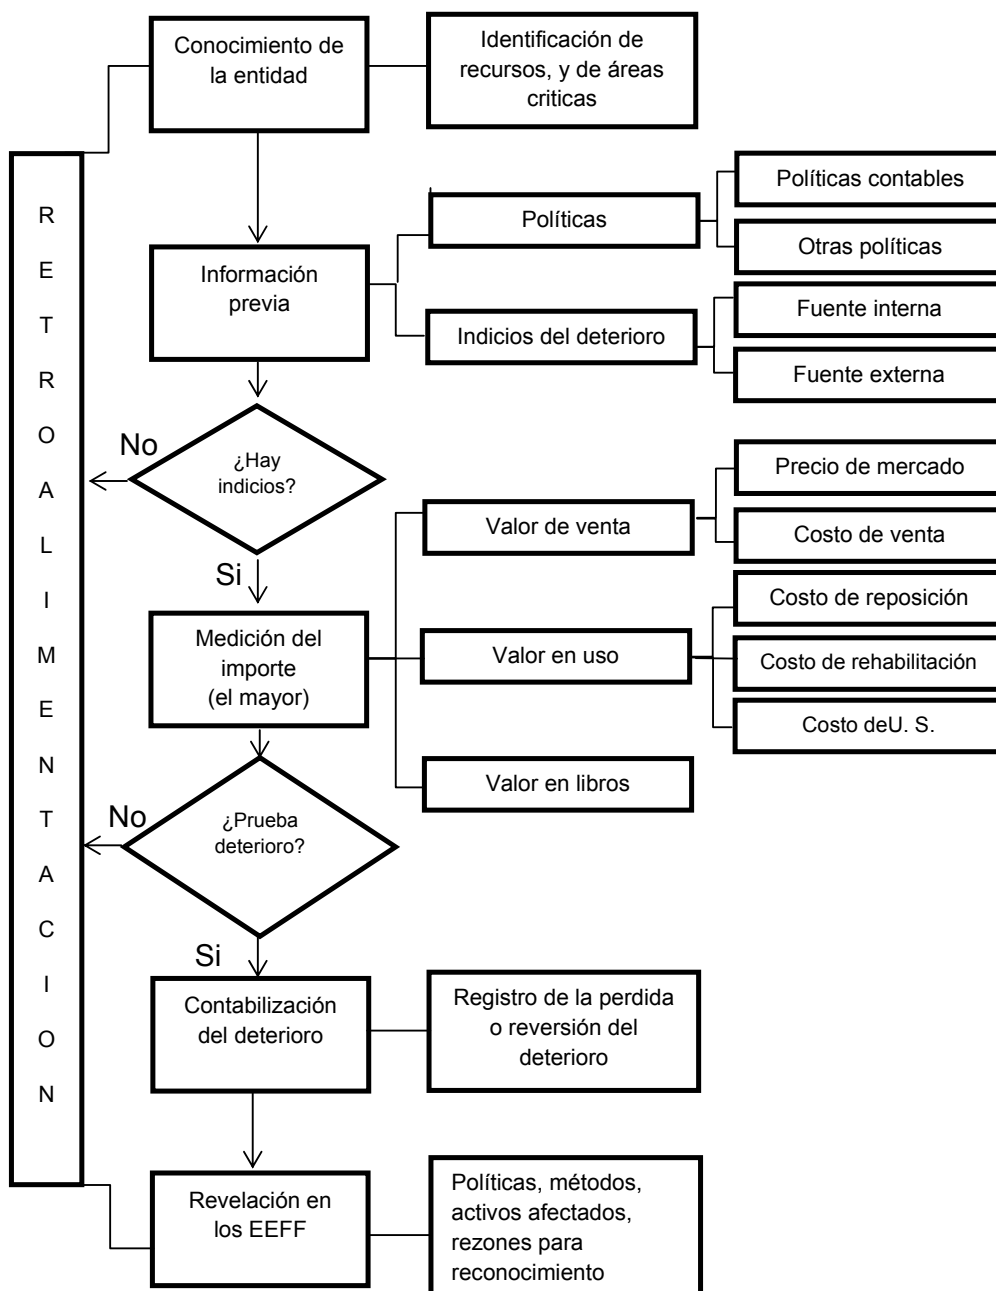 Conocimiento de
la entidad
Identificación de
recursos, y de áreas
criticas
R
E
T
R
O
A
L
I
M
E
N
T
A
C
I
O
N
Información
previa
Políticas
Políticas contables
Otras políticas
Indicios del deterioro
Fuente interna
Fuente externa
¿Hay
indicios?
No
Si
Medición del
importe
(el mayor)
Valor de venta
Precio de mercado
Costo de venta
Valor en uso
Costo de reposición
Costo de rehabilitación
Costo deU. S.
Valor en libros
¿Prueba
deterioro?
No
Si
Contabilización
del deterioro
Registro de la perdida
o reversión del
deterioro
Revelación en
los EEFF
Políticas, métodos,
activos afectados,
rezones para
reconocimiento